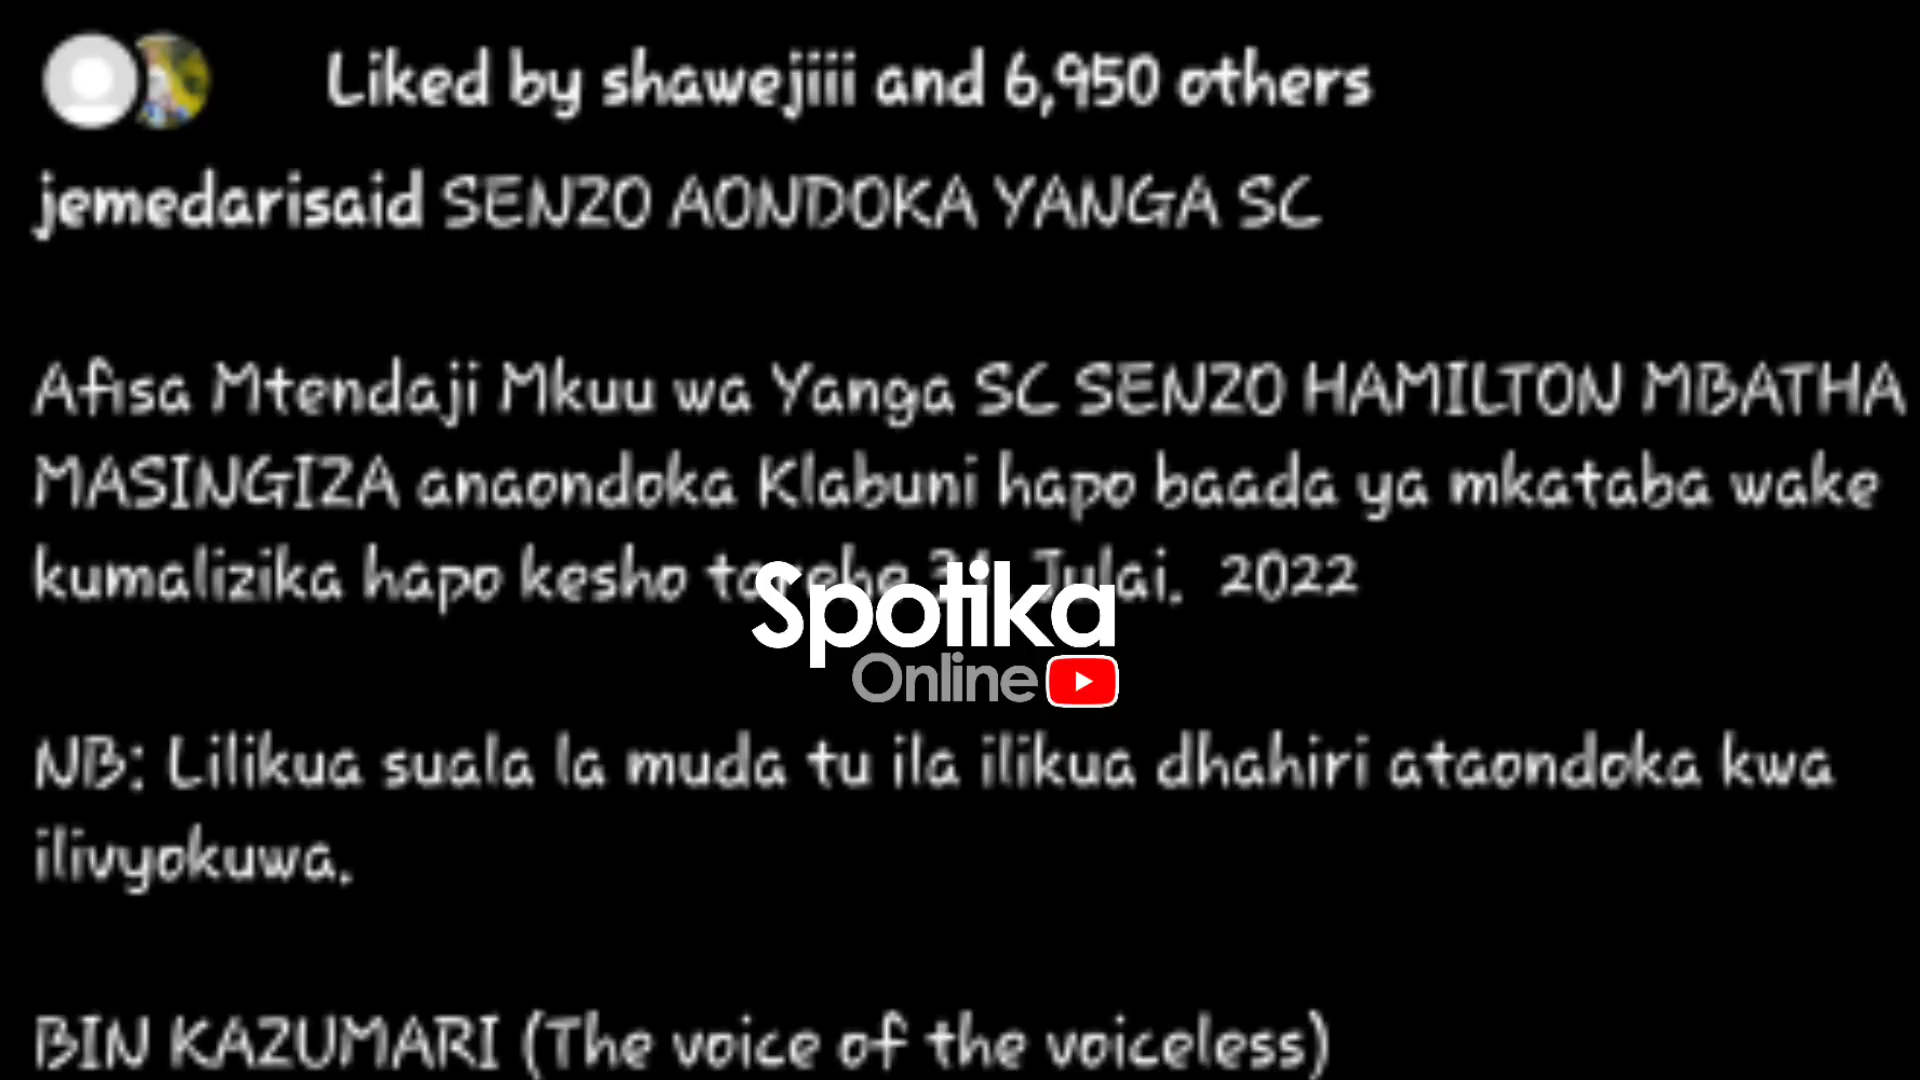 Liked by shawejiii and 6,950 others
jemedarisaid SENZO AONDOKA YANGA SC
Afisa Mtendaji Mkuu wa Yanga SC SENZO HAMILTON MBATHA
MASINGIZA anaondoka Klabuni hapo baada ya mkataba wake
kumalizika hapo kesho tarehe 31 Julai. 2022
Spotika
Online
NB: Lilikua suala la muda tu ila ilikua dhahiri ataondoka kwa
ilivyokuwa.
BIN KAZUMARI (The voice of the voiceless)